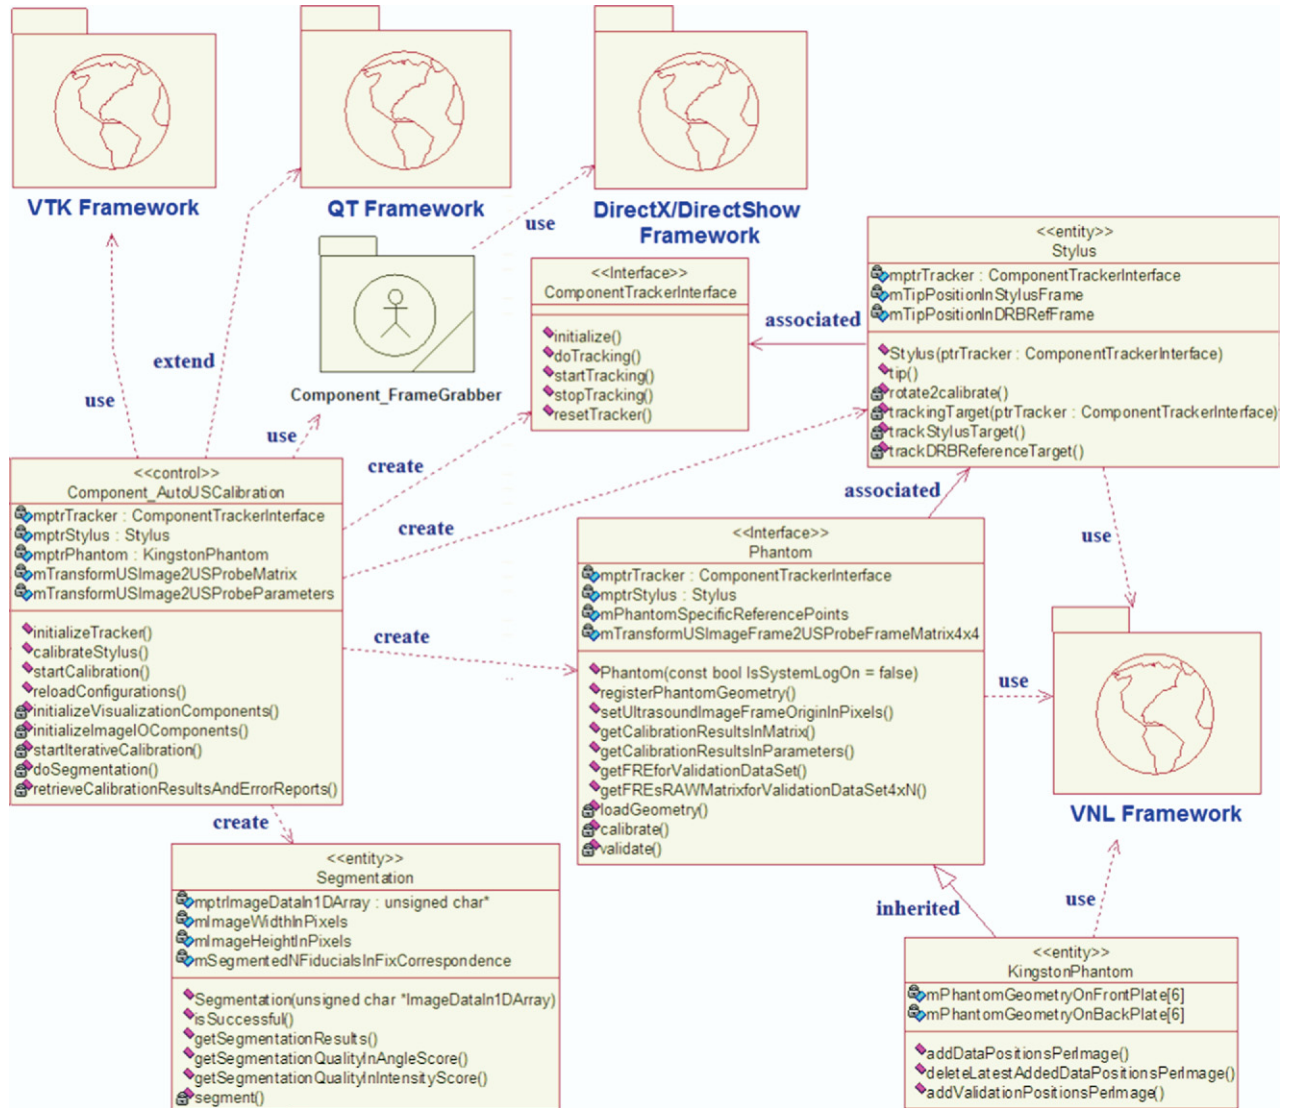 VTK Framework
QT Framework
DirectX/DirectShow
Framework
use
Component_FrameGrabber
<<Interface>>
ComponentTrackerInterface
initialize()
doTracking()
startTracking()
stopTracking()
resetTracker()
associated
<<entity>>
Stylus
mptrTracker : ComponentTrackerInterface
mTipPositionInStylusFrame
mTipPositionInDRBRefFrame
Stylus(ptrTracker : ComponentTrackerInterface)
tip()
rotate2calibrate()
trackingTarget(ptrTracker : ComponentTrackerInterface)
trackStylusTarget()
trackDRBReferenceTarget()
extend
use
use
create
create
associated
use
<<control>>
Component_AutoUSCalibration
mptrTracker : ComponentTrackerInterface
mptrStylus : Stylus
mptrPhantom : KingstonPhantom
mTransformUSImage2USProbeMatrix
mTransformUSImage2USProbeParameters
initializeTracker()
calibrateStylus()
startCalibration()
reloadConfigurations()
initializeVisualizationComponents()
initializeImageIOComponents()
startIterativeCalibration()
doSegmentation()
retrieveCalibrationResultsAndErrorReports()
create
<<Interface>>
Phantom
mptrTracker : ComponentTrackerInterface
mptrStylus : Stylus
mPhantomSpecificReferencePoints
mTransformUSImageFrame2USProbeFrameMatrix4x4
Phantom(const bool IsSystemLogOn = false)
registerPhantomGeometry()
setUltrasoundImageFrameOriginInPixels()
getCalibrationResultsInMatrix()
getCalibrationResultsInParameters()
getFREforValidationDataSet()
getFREsRAWMatrixforValidationDataSet4xN()
loadGeometry()
calibrate()
validate()
use
VNL Framework
create
<<entity>>
Segmentation
mptrImageDataIn1DArray : unsigned char*
mImageWidthInPixels
mImageHeightInPixels
mSegmentedNFiducialsInFixCorrespondence
Segmentation(unsigned char *ImageDataIn1DArray)
isSuccessful()
getSegmentationResults()
getSegmentationQualityInAngleScore()
getSegmentationQualityInIntensityScore()
segment()
inherited
use
<<entity>>
KingstonPhantom
mPhantomGeometryOnFrontPlate[6]
mPhantomGeometryOnBackPlate[6]
addDataPositionsPerImage()
deleteLatestAddedDataPositionsPerImage()
addValidationPositionsPerImage()